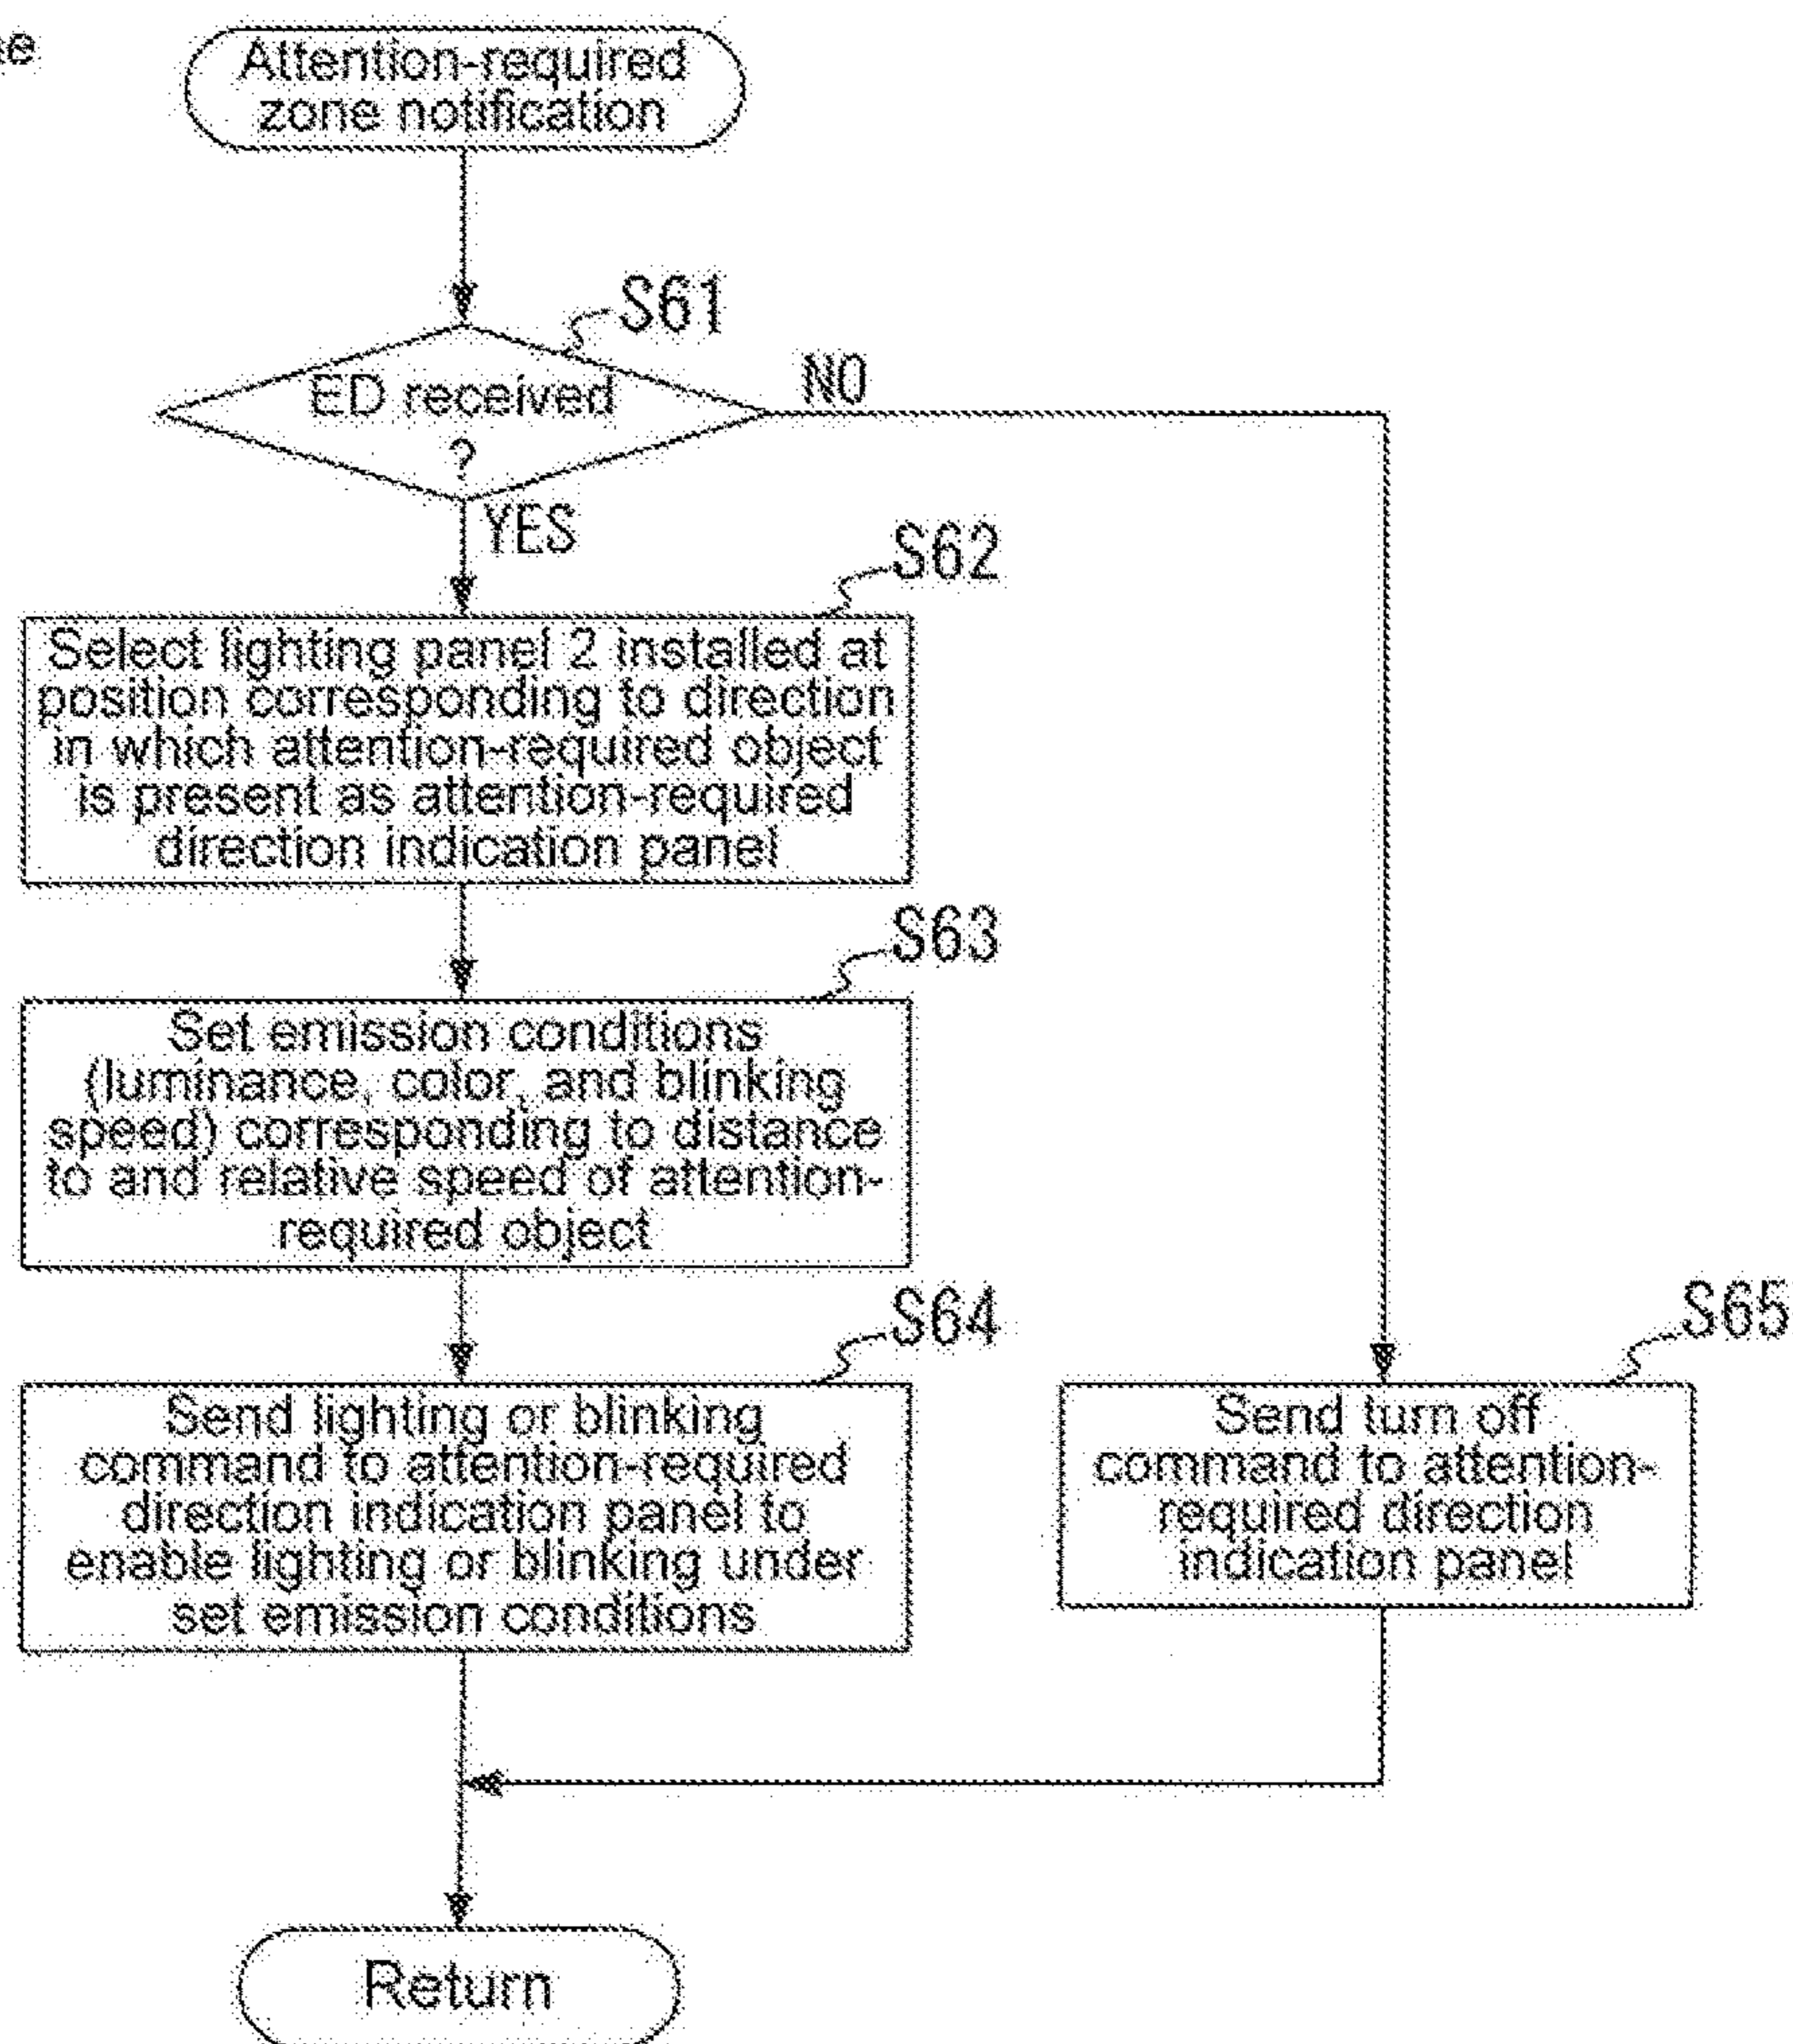 Attention-required
zone notification
S61
ED received
?
NO
YES
S62
Select lighting panel 2 installed at
position corresponding to direction
in which attention-required object
is present as attention-required
direction indication panel
S63
Set emission conditions
(luminance, color, and blinking
speed) corresponding to distance
to and relative speed of attention-
required object
S64
Send lighting or blinking
command to attention-required
direction indication panel to
enable lighting or blinking under
set emission conditions
S65
Send turn off
command to attention-
required direction
indication panel
Return